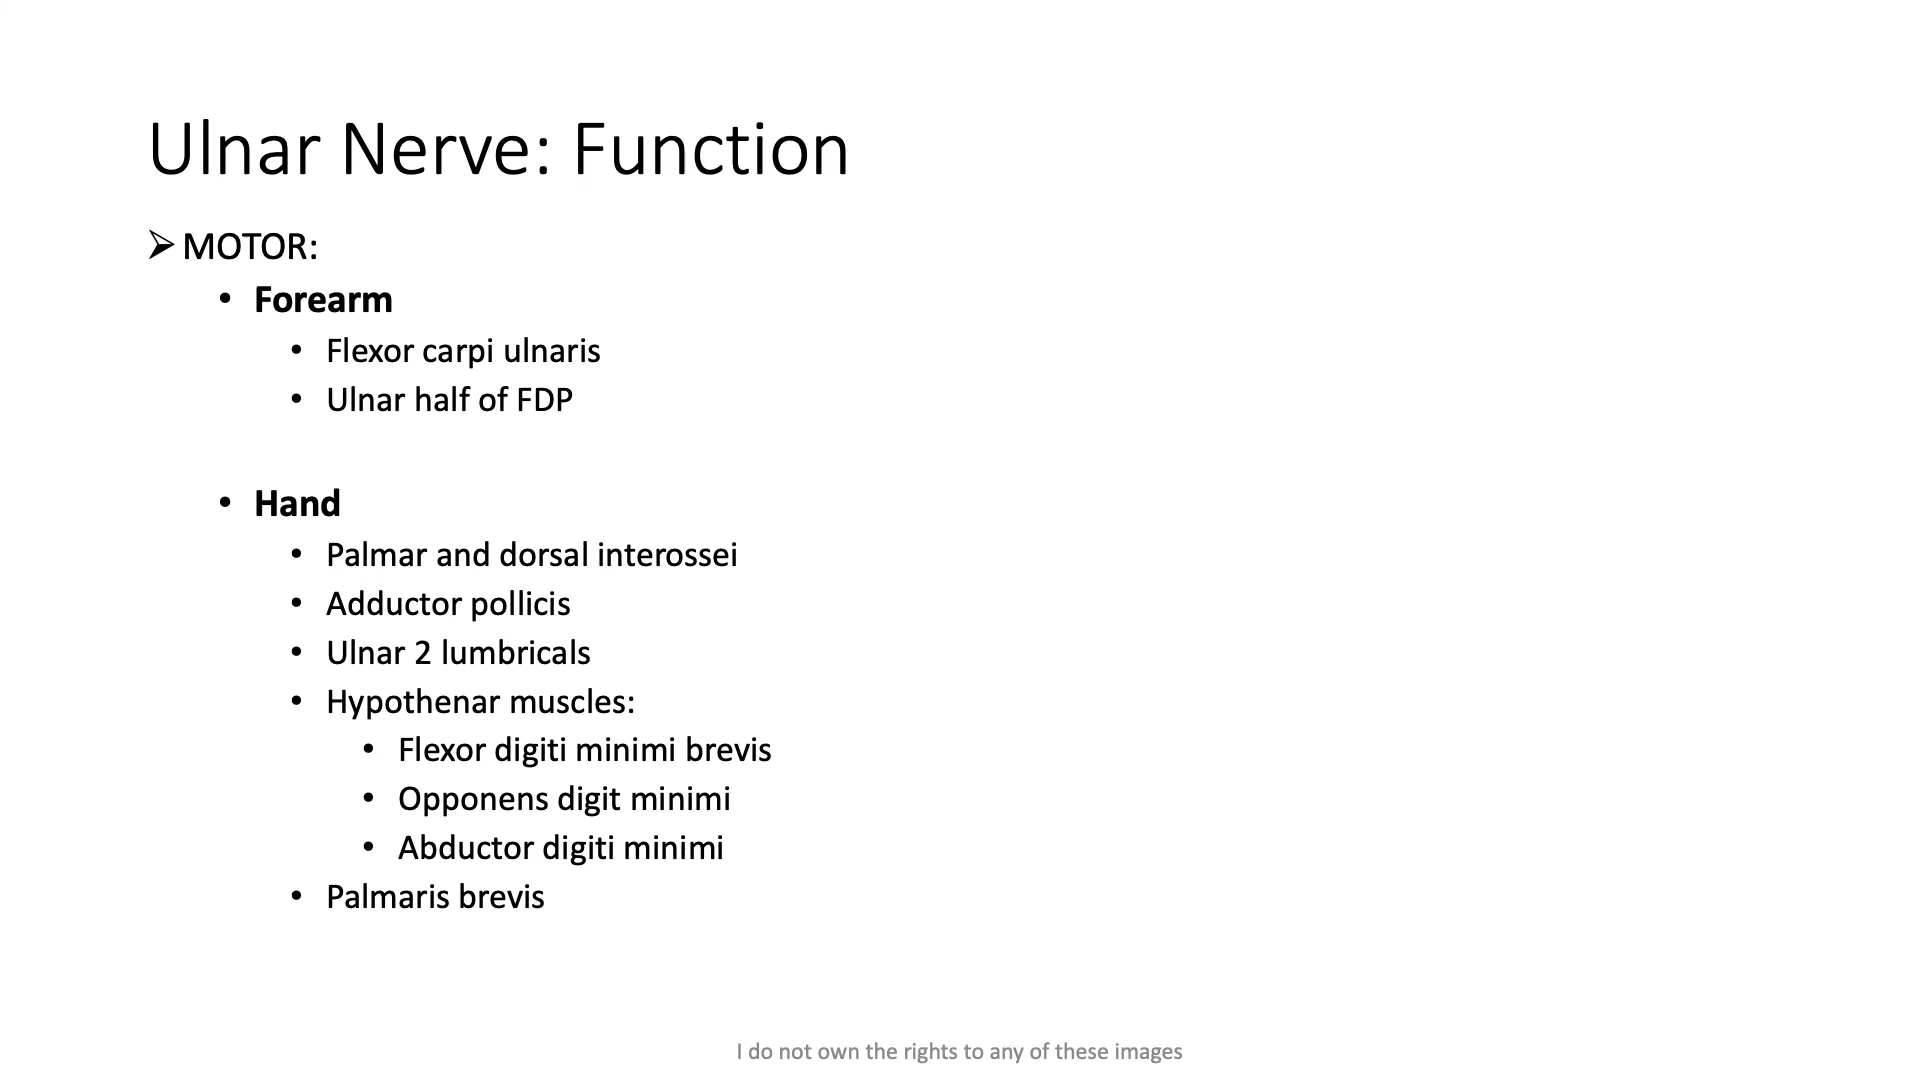 Ulnar Nerve: Function
➢ MOTOR:
• Forearm
• Flexor carpi ulnaris
• Ulnar half of FDP
• Hand
• Palmar and dorsal interossei
• Adductor pollicis
• Ulnar 2 lumbricals
• Hypothenar muscles:
• Flexor digiti minimi brevis
• Opponens digit minimi
• Abductor digiti minimi
• Palmaris brevis
I do not own the rights to any of these images